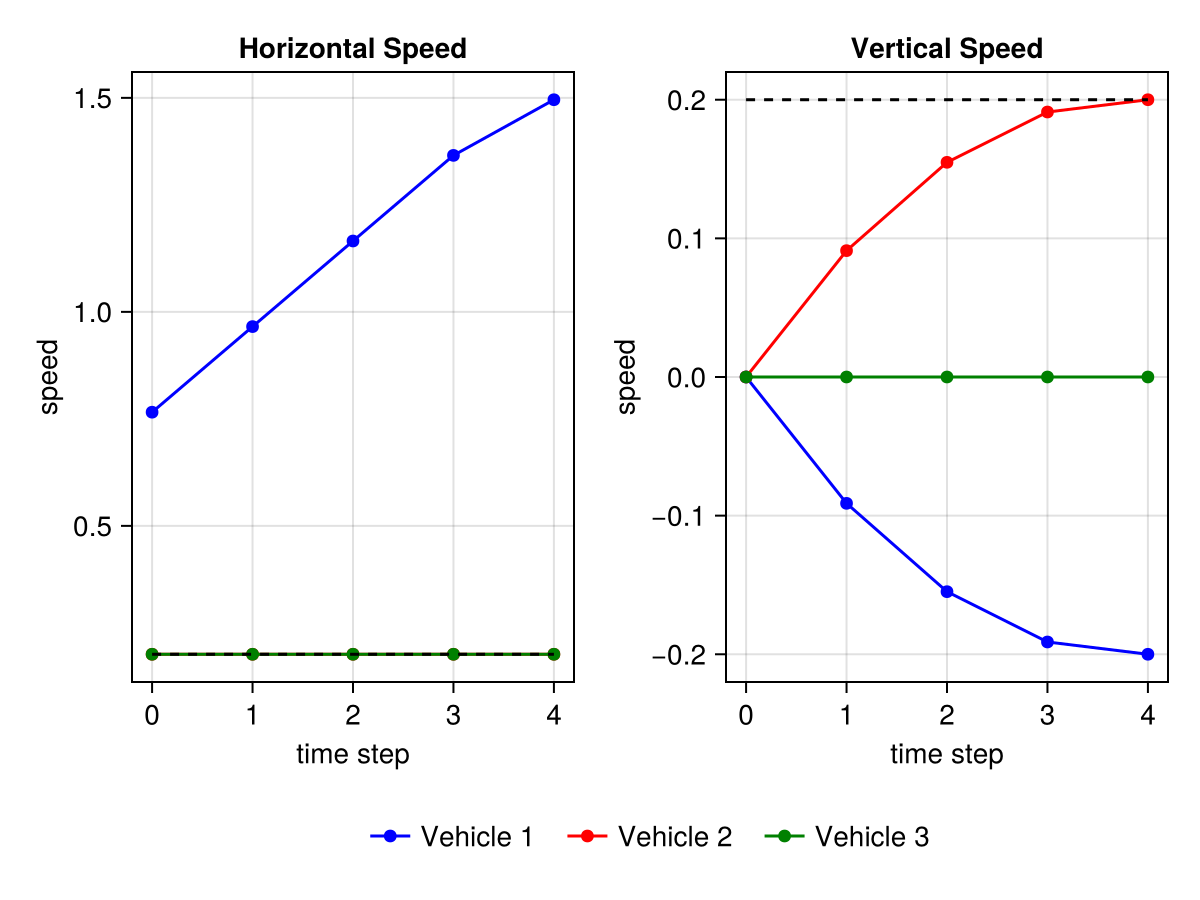 Horizontal Speed
1.5
1.0
0.5
speed
0
1
2
3
4
time step
Vertical Speed
0.2
0.1
0.0
−0.1
−0.2
speed
0
1
2
3
4
time step
Vehicle 1
Vehicle 2
Vehicle 3